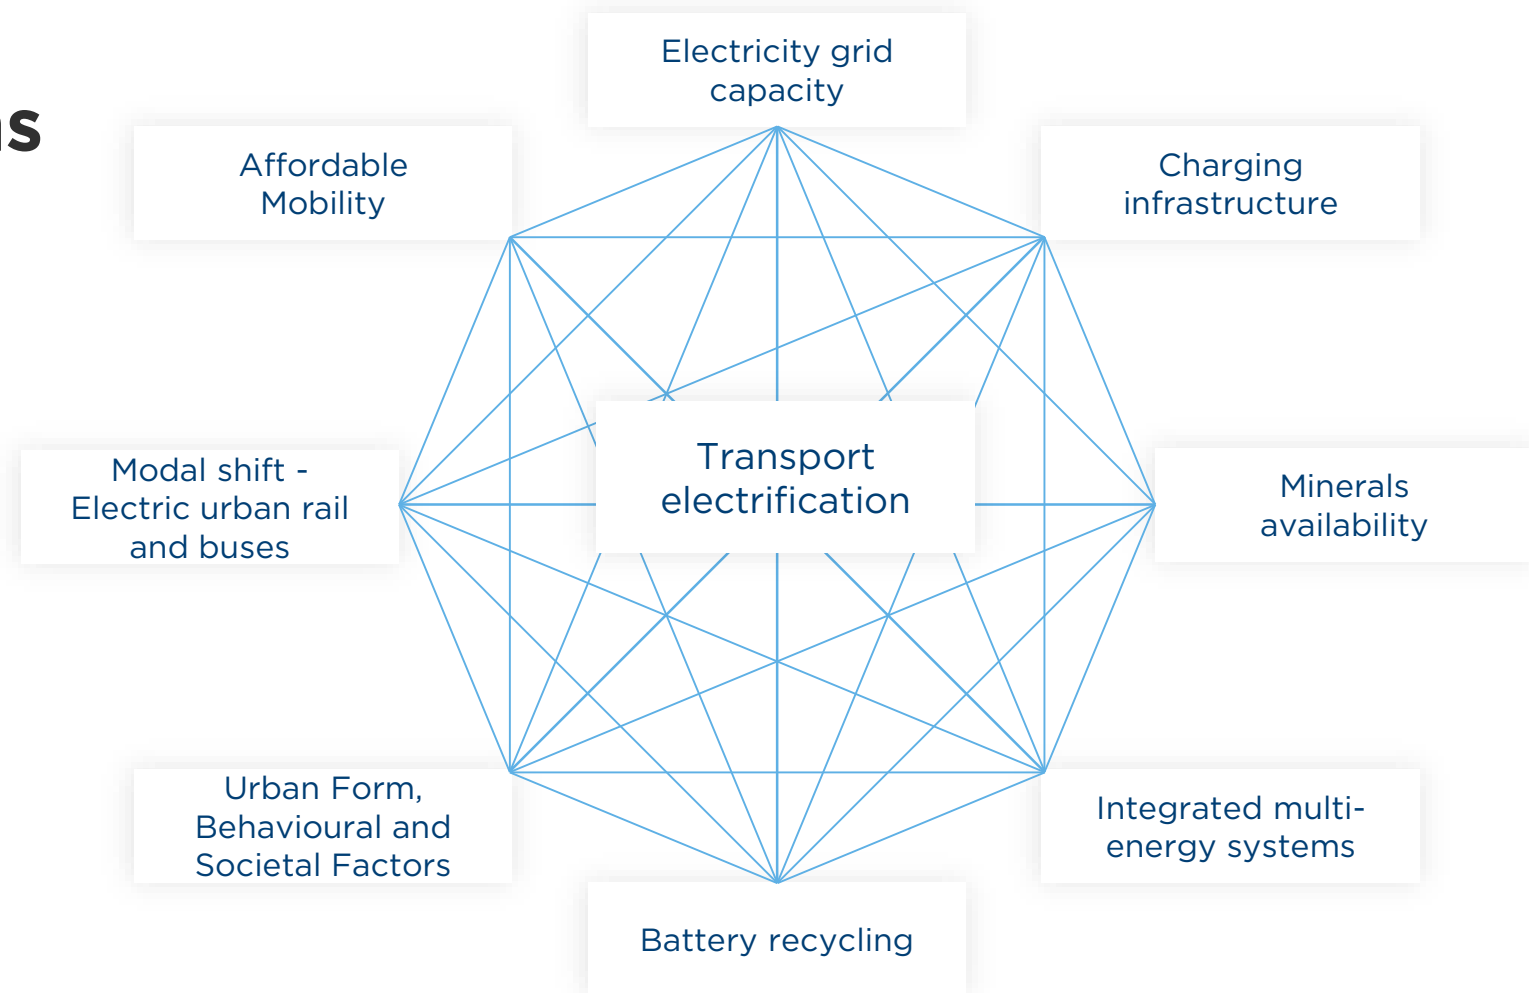 Electricity grid
capacity
Affordable
Mobility
Charging
infrastructure
Transport
electrification
Modal shift -
Electric urban rail
and buses
Minerals
availability
Urban Form,
Behavioural and
Societal Factors
Integrated multi-
energy systems
Battery recycling